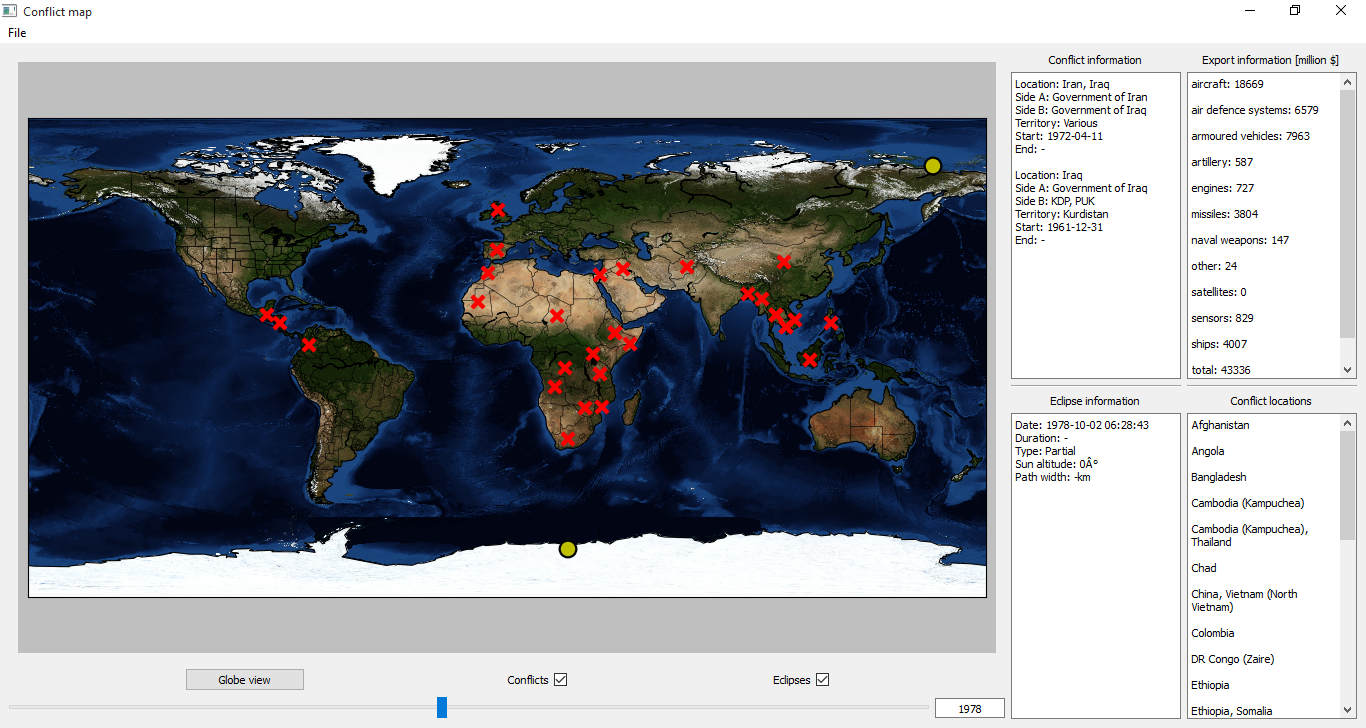 Conflict map
File
Conflict information
Location: Iran, Iraq
Side A: Government of Iran
Side B: Government of Iraq
Territory: Various
Start: 1972-04-11
End: -
Location: Iraq
Side A: Government of Iraq
Side B: KDP, PUK
Territory: Kurdistan
Start: 1961-12-31
End: -
Export information [million $]
aircraft: 18669
air defence systems: 6579
armoured vehicles: 7963
artillery: 587
engines: 727
missiles: 3804
naval weapons: 147
other: 24
satellites: 0
sensors: 829
ships: 4007
total: 43336
Eclipse information
Date: 1978-10-02 06:28:43
Duration: -
Type: Partial
Sun altitude: 0Â°
Path width: -km
Conflict locations
Afghanistan
Angola
Bangladesh
Cambodia (Kampuchea)
Cambodia (Kampuchea),
Thailand
Chad
China, Vietnam (North
Vietnam)
Colombia
DR Congo (Zaire)
Ethiopia
Ethiopia, Somalia
Globe view
Conflicts
Eclipses
1978